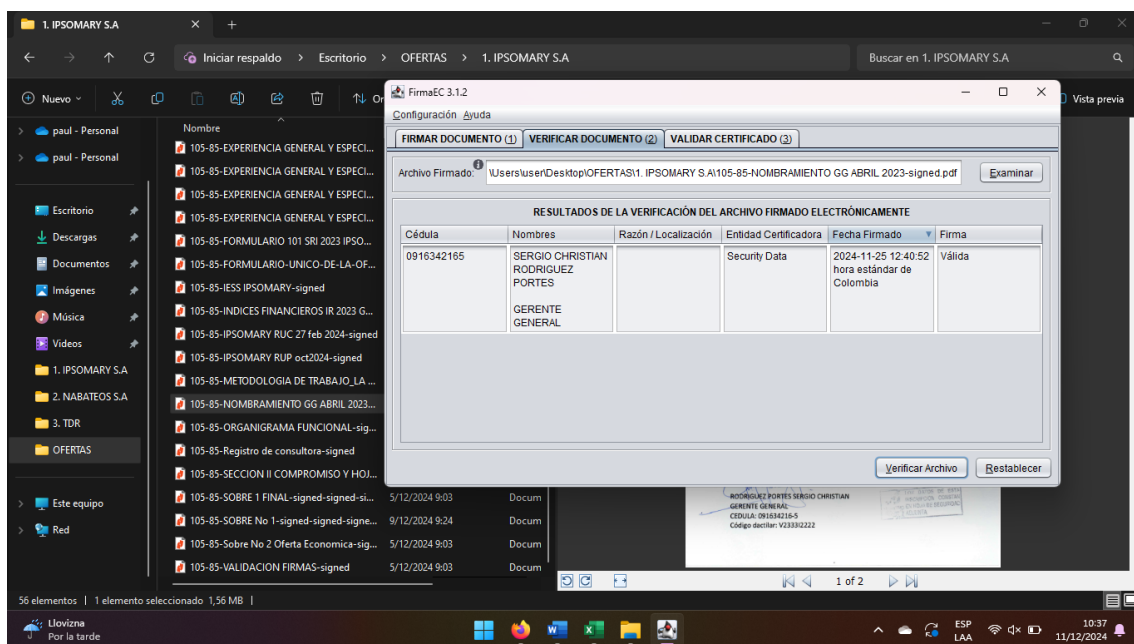 1. IPSOMARY S.A
Iniciar respaldo > Escritorio > OFERTAS > 1. IPSOMARY S.A
Buscar en 1. IPSOMARY S.A
Nuevo
Or
Vista previa
paul - Personal
paul - Personal
Escritorio
Descargas
Documentos
Imágenes
Música
Videos
1. IPSOMARY S.A
2. NABATEOS S.A
3. TDR
OFERTAS
Este equipo
Red
Nombre
105-85-EXPERIENCIA GENERAL Y ESPECI...
105-85-EXPERIENCIA GENERAL Y ESPECI...
105-85-EXPERIENCIA GENERAL Y ESPECI...
105-85-EXPERIENCIA GENERAL Y ESPECI...
105-85-FORMULARIO 101 SRI 2023 IPSO...
105-85-FORMULARIO-UNICO-DE-LA-OF...
105-85-IESS IPSOMARY-signed
105-85-INDICES FINANCIEROS IR 2023 G...
105-85-IPSOMARY RUC 27 feb 2024-signed
105-85-IPSOMARY RUP oct2024-signed
105-85-METODOLOGIA DE TRABAJO_LA ...
105-85-NOMBRAMIENTO GG ABRIL 2023...
105-85-ORGANIGRAMA FUNCIONAL-sig...
105-85-Registro de consultora-signed
105-85-SECCION II COMPROMISO Y HOJ...
105-85-SOBRE 1 FINAL-signed-signed-si... 5/12/2024 9:03 Docum
105-85-SOBRE No 1-signed-signed-signe... 9/12/2024 9:24 Docum
105-85-Sobre No 2 Oferta Economica-sig... 5/12/2024 9:03 Docum
105-85-VALIDACION FIRMAS-signed 5/12/2024 9:03 Docum
FirmaEC 3.1.2
Configuración Ayuda
FIRMAR DOCUMENTO (1) VERIFICAR DOCUMENTO (2) VALIDAR CERTIFICADO (3)
Archivo Firmado: \Users\user\Desktop\OFERTAS\1. IPSOMARY S.A\105-85-NOMBRAMIENTO GG ABRIL 2023-signed.pdf Examinar
RESULTADOS DE LA VERIFICACIÓN DEL ARCHIVO FIRMADO ELECTRÓNICAMENTE
Cédula Nombres Razón / Localización Entidad Certificadora Fecha Firmado Firma
0916342165 SERGIO CHRISTIAN Security Data 2024-11-25 12:40:52 Válida
RODRIGUEZ hora estándar de
PORTES Colombia
GERENTE
GENERAL
Verificar Archivo Restablecer
RODRIGUEZ PORTES SERGIO CHRISTIAN
GERENTE GENERAL
CEDULA: 091634216-5
Código dactilar: V2333I2222
1 of 2
56 elementos | 1 elemento seleccionado 1,56 MB |
Llovizna
Por la tarde
ESP
LAA
10:37
11/12/2024